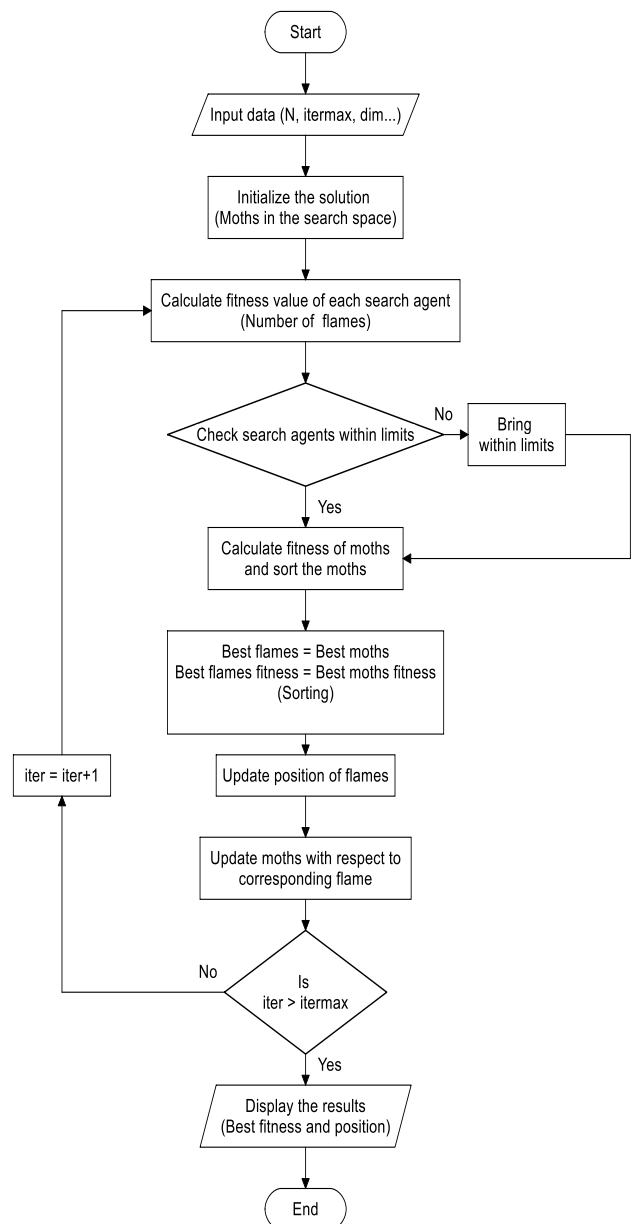 Start
Input data (N, itermax, dim...)
Initialize the solution
(Moths in the search space)
Calculate fitness value of each search agent
(Number of flames)
Check search agents within limits
No
Bring
within limits
Yes
Calculate fitness of moths
and sort the moths
Best flames = Best moths
Best flames fitness = Best moths fitness
(Sorting)
iter = iter+1
Update position of flames
Update moths with respect to
corresponding flame
No
Is
iter > itermax
Yes
Display the results
(Best fitness and position)
End